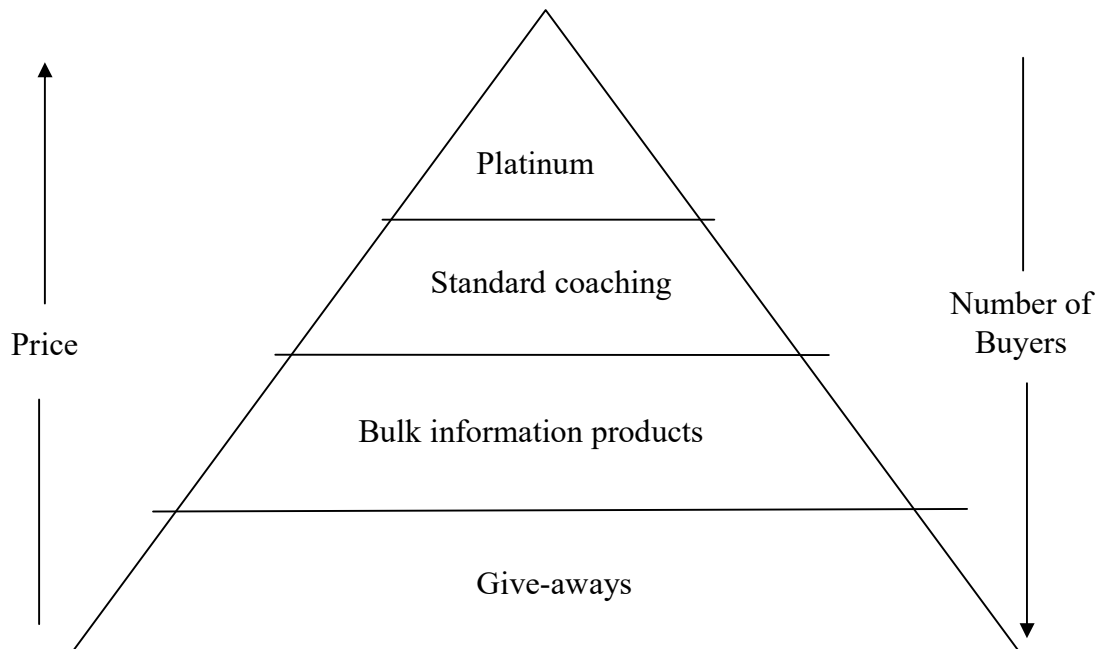 Platinum
Standard coaching
Number of
Buyers
Price
Bulk information products
Give-aways